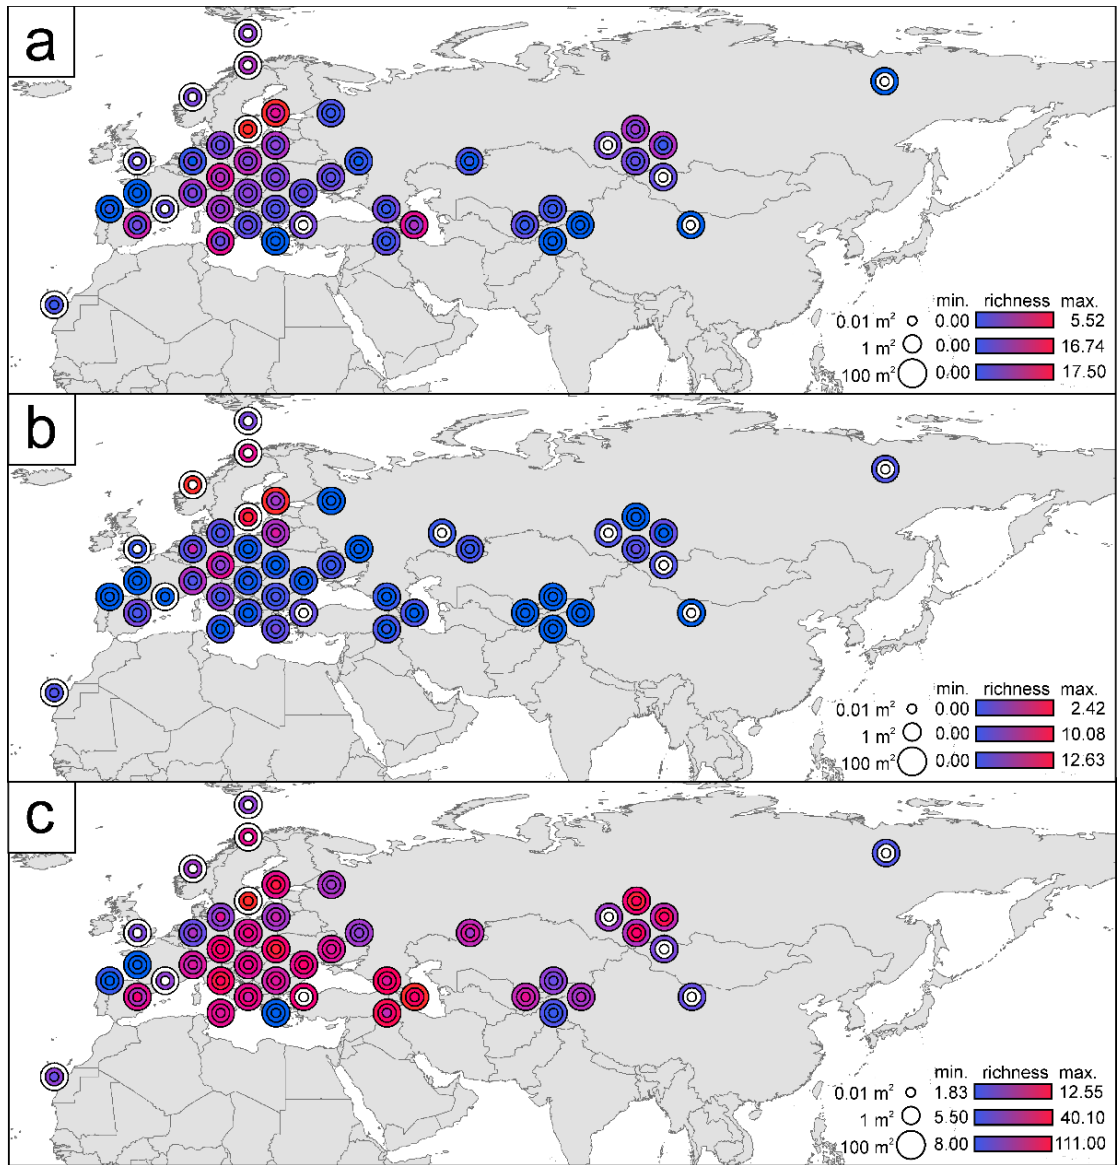 a
min. richness max.
0.01 m² 0.00 5.52
1 m² 0.00 16.74
100 m² 0.00 17.50
b
min. richness max.
0.01 m² 0.00 2.42
1 m² 0.00 10.08
100 m² 0.00 12.63
c
min. richness max.
0.01 m² 1.83 12.55
1 m² 5.50 40.10
100 m² 8.00 111.00